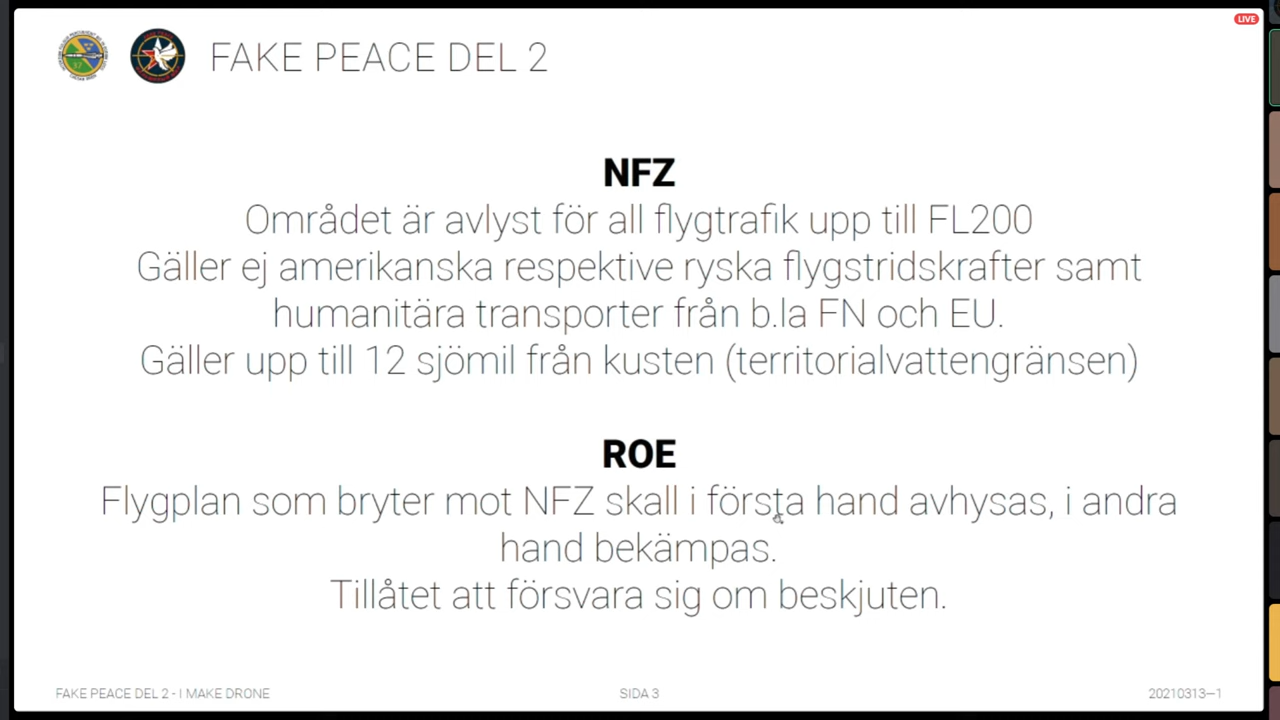 LIVE
FAKE PEACE DEL 2
NFZ
Området är avlyst för all flygtrafik upp till FL200
Gäller ej amerikanska respektive ryska flygstridskrafter samt
humanitära transporter från b.la FN och EU.
Gäller upp till 12 sjömil från kusten (territorialvattengränsen)
ROE
Flygplan som bryter mot NFZ skall i första hand avhysas, i andra
hand bekämpas.
Tillåtet att försvara sig om beskjuten.
FAKE PEACE DEL 2 - I MAKE DRONE
SIDA 3
20210313—1